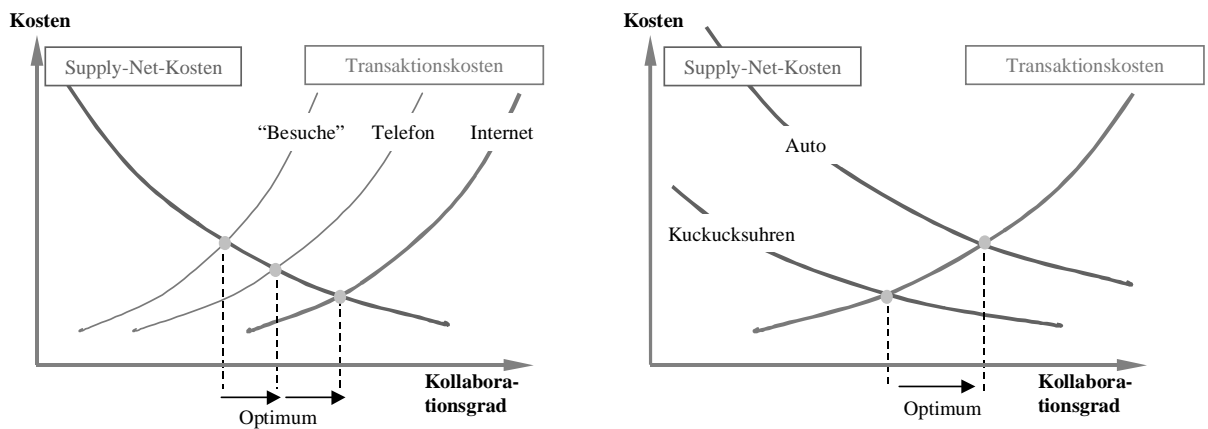 Kosten
Supply-Net-Kosten
Transaktionskosten
“Besuche”
Telefon
Internet
Kollabora-
tionsgrad
Optimum
Kosten
Supply-Net-Kosten
Transaktionskosten
Auto
Kuckucksuhren
Kollabora-
tionsgrad
Optimum